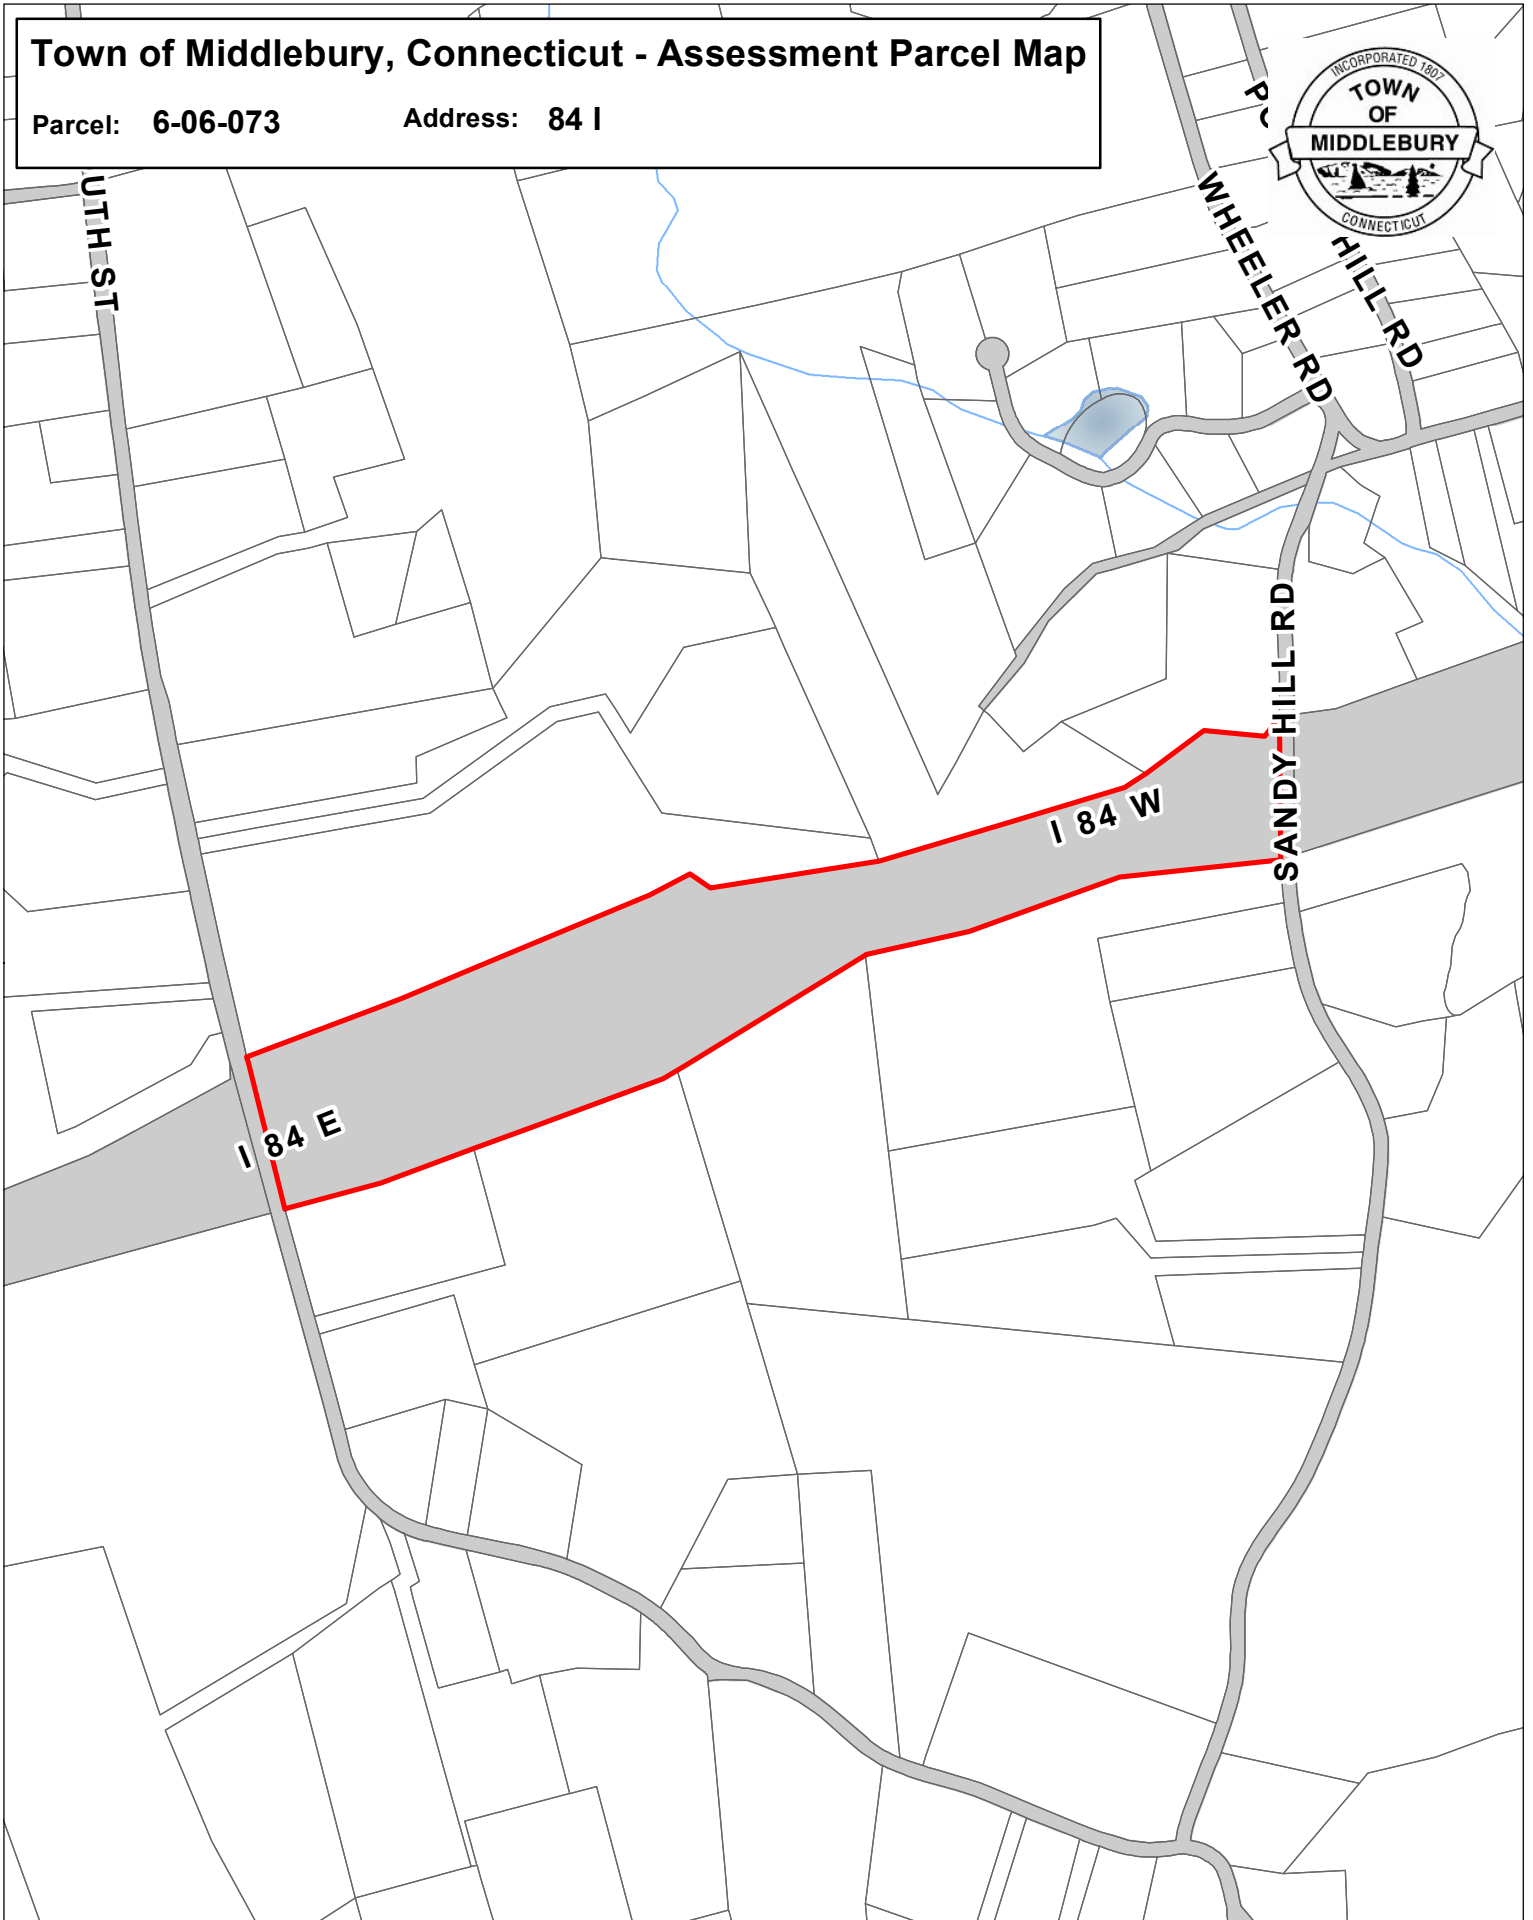 Town of Middlebury, Connecticut - Assessment Parcel Map
Parcel: 6-06-073 Address: 84 I
INCORPORATED 1807
TOWN
OF
MIDDLEBURY
CONNECTICUT
UTH ST
WHEELER RD
HILL RD
SANDY HILL RD
I 84 W
I 84 E